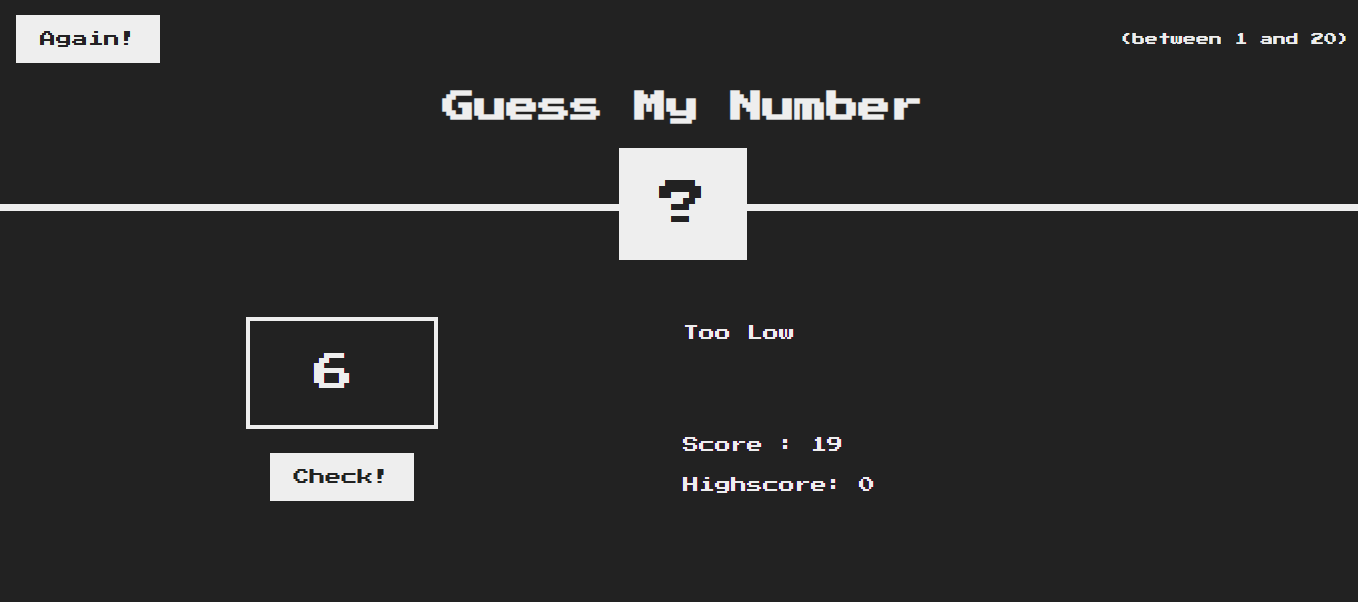 Again!
(between 1 and 20)
Guess My Number
?
6
Too Low
Check!
Score : 19
Highscore: 0